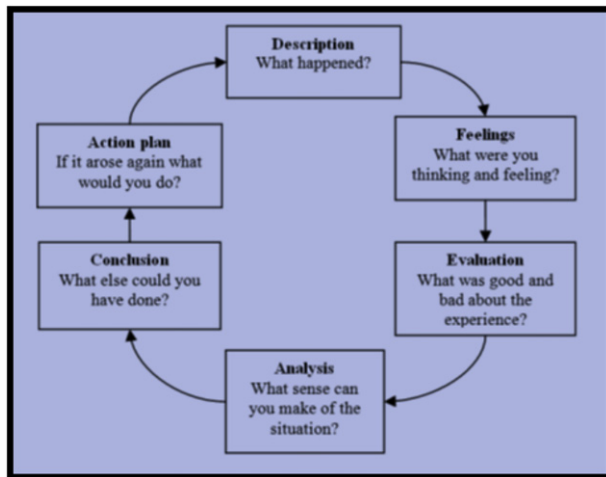 Description
What happened?
Feelings
What were you
thinking and feeling?
Evaluation
What was good and
bad about the
experience?
Analysis
What sense can
you make of the
situation?
Conclusion
What else could you
have done?
Action plan
If it arose again what
would you do?